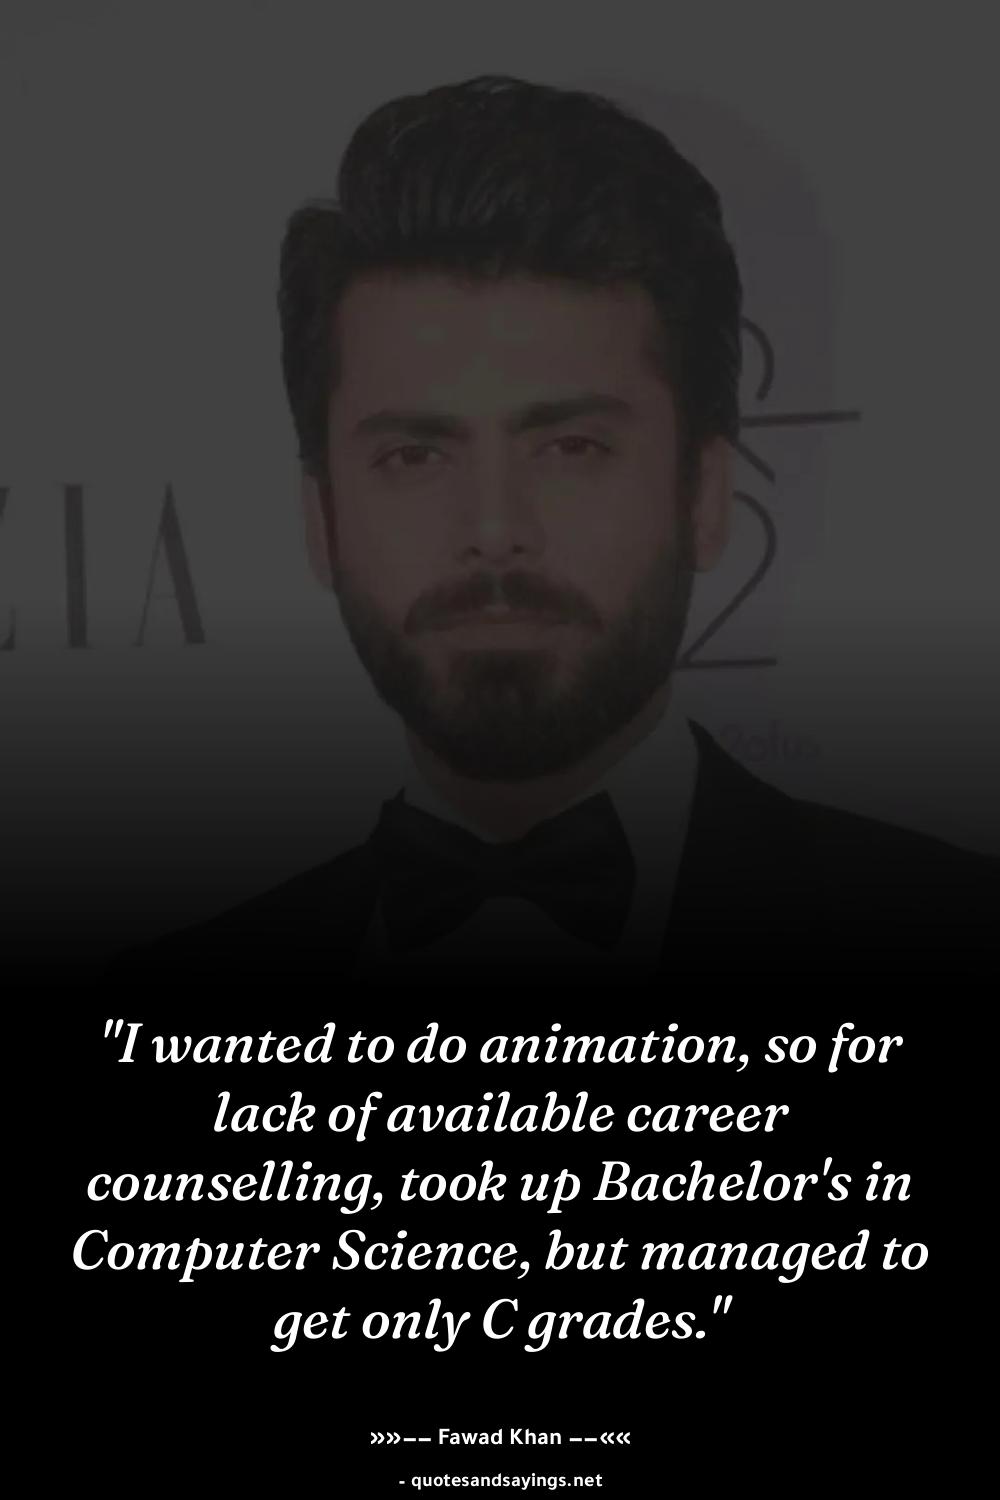 ZIA
"I wanted to do animation, so for
lack of available career
counselling, took up Bachelor's in
Computer Science, but managed to
get only C grades."
»»−− Fawad Khan −−««
- quotesandsayings.net